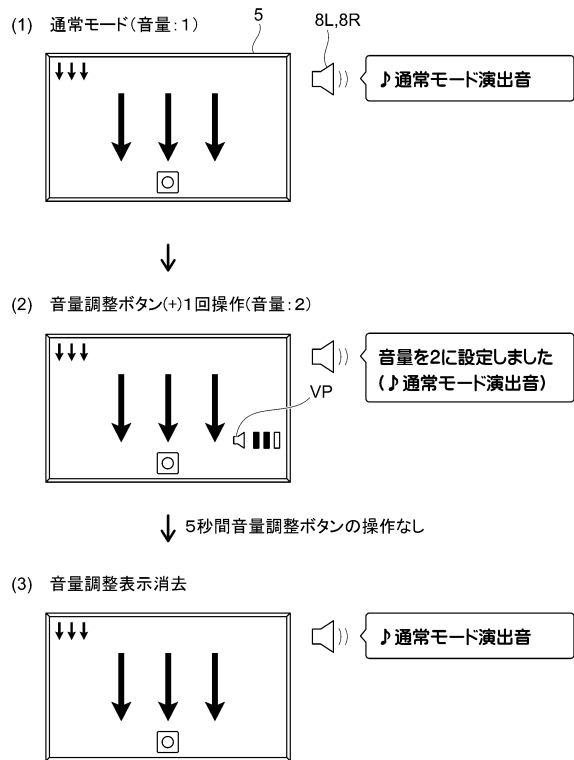 (1) 通常モード(音量:1)
5
8L,8R
♪通常モード演出音
(2) 音量調整ボタン(+)1回操作(音量:2)
音量を2に設定しました
(♪通常モード演出音)
VP
5秒間音量調整ボタンの操作なし
(3) 音量調整表示消去
♪通常モード演出音